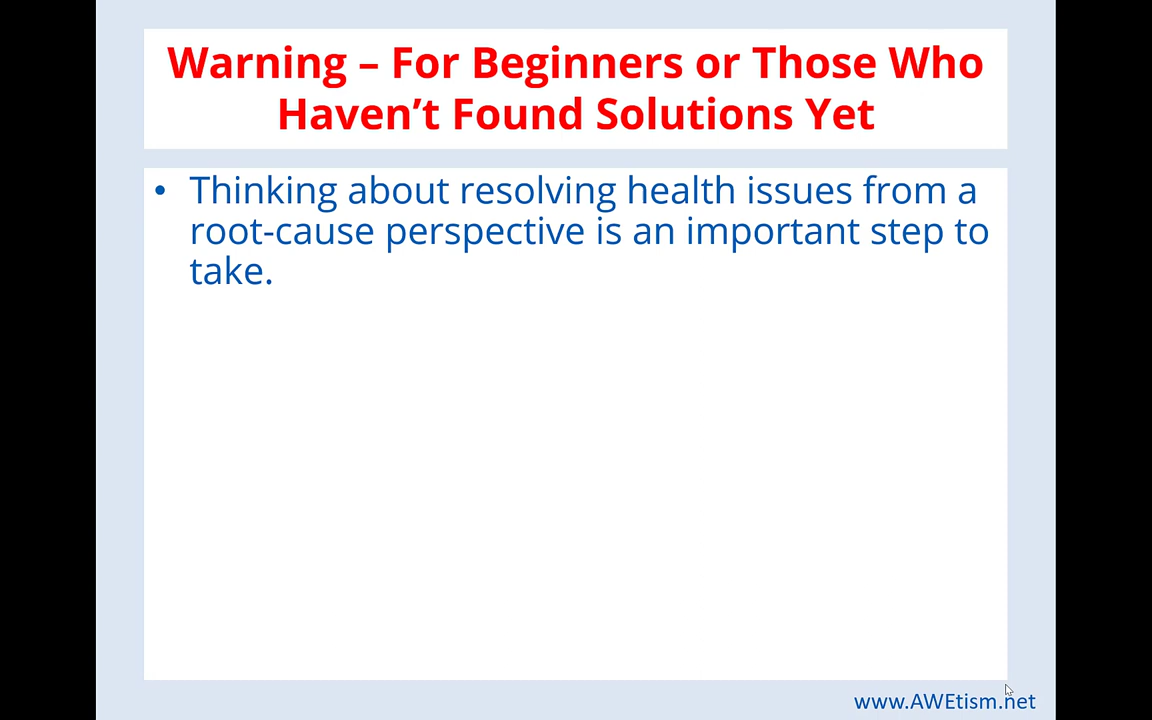 Warning – For Beginners or Those Who
Haven’t Found Solutions Yet
• Thinking about resolving health issues from a
root-cause perspective is an important step to
take.
www.AWEtism.net